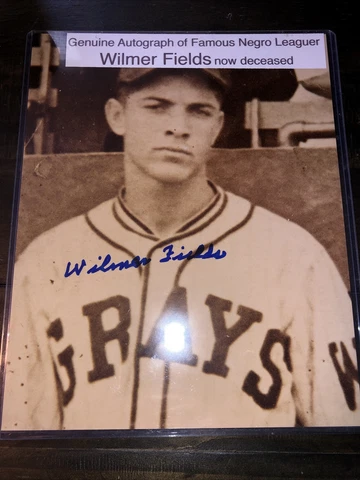 Genuine Autograph of Famous Negro Leaguer
Wilmer Fields now deceased
Wilmer Fields
GRAYS
W